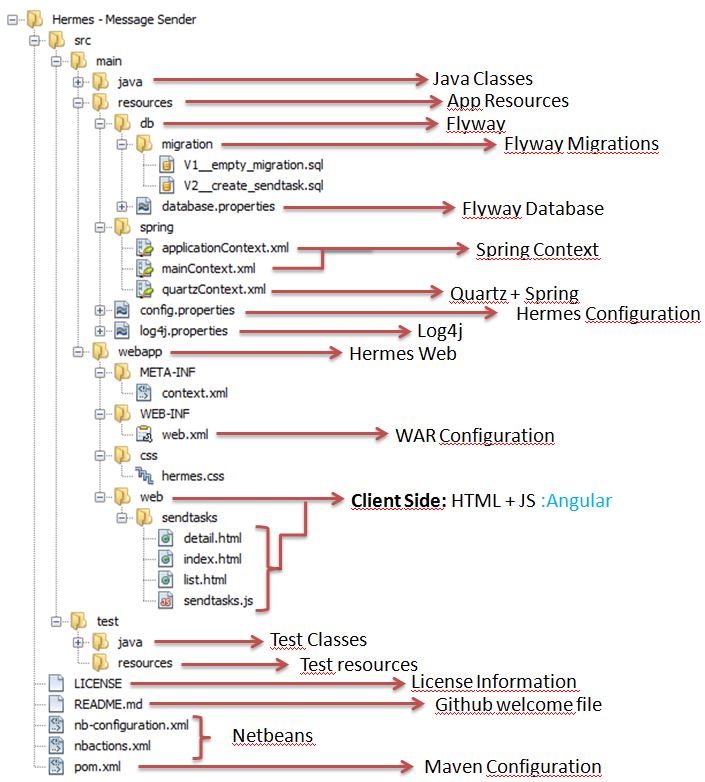 Hermes - Message Sender
src
main
java Java Classes
resources App Resources
db Flyway
migration Flyway Migrations
V1__empty_migration.sql
V2__create_sendtask.sql
database.properties Flyway Database
spring
applicationContext.xml Spring Context
mainContext.xml
quartzContext.xml Quartz + Spring
config.properties Hermes Configuration
log4j.properties Log4j
webapp Hermes Web
META-INF
context.xml
WEB-INF
web.xml WAR Configuration
css
hermes.css
web Client Side: HTML + JS :Angular
sendtasks
detail.html
index.html
list.html
sendtasks.js
test
java Test Classes
resources Test resources
LICENSE License Information
README.md Github welcome file
nb-configuration.xml Netbeans
nbactions.xml
pom.xml Maven Configuration